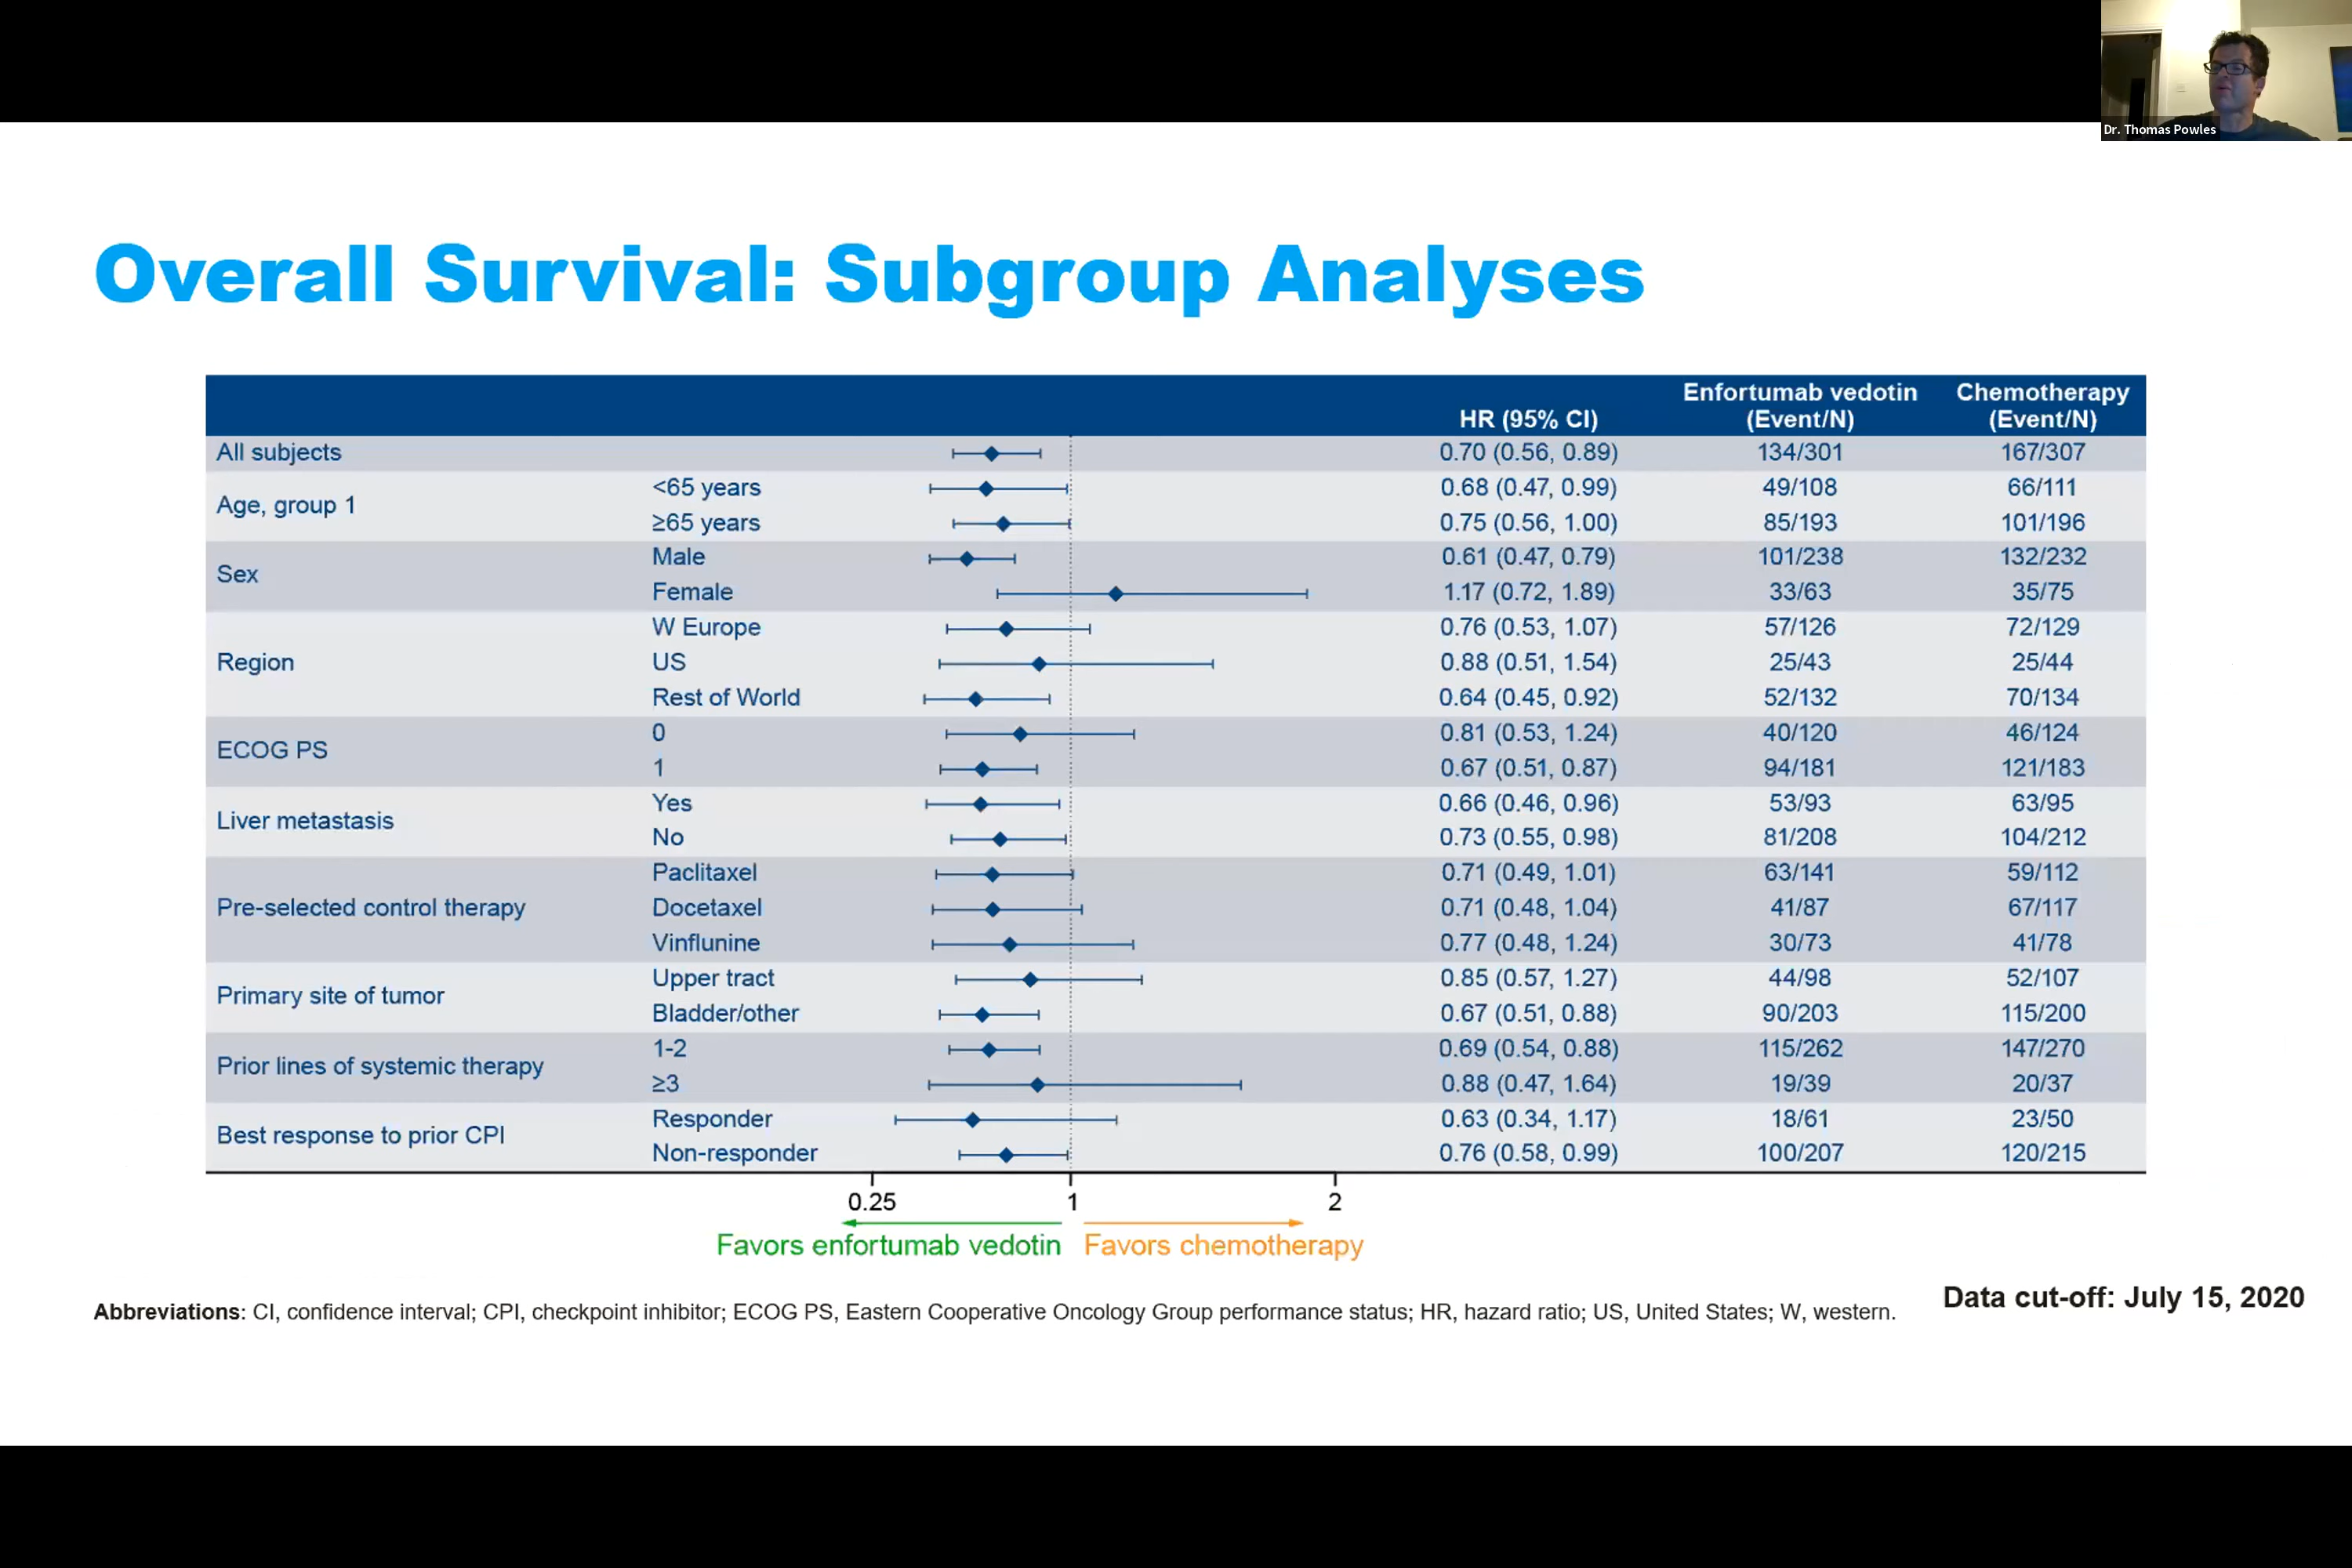 Dr. Thomas Powles
Overall Survival: Subgroup Analyses
HR (95% CI) Enfortumab vedotin (Event/N) Chemotherapy (Event/N)
All subjects 0.70 (0.56, 0.89) 134/301 167/307
Age, group 1
<65 years 0.68 (0.47, 0.99) 49/108 66/111
≥65 years 0.75 (0.56, 1.00) 85/193 101/196
Sex
Male 0.61 (0.47, 0.79) 101/238 132/232
Female 1.17 (0.72, 1.89) 33/63 35/75
Region
W Europe 0.76 (0.53, 1.07) 57/126 72/129
US 0.88 (0.51, 1.54) 25/43 25/44
Rest of World 0.64 (0.45, 0.92) 52/132 70/134
ECOG PS
0 0.81 (0.53, 1.24) 40/120 46/124
1 0.67 (0.51, 0.87) 94/181 121/183
Liver metastasis
Yes 0.66 (0.46, 0.96) 53/93 63/95
No 0.73 (0.55, 0.98) 81/208 104/212
Pre-selected control therapy
Paclitaxel 0.71 (0.49, 1.01) 63/141 59/112
Docetaxel 0.71 (0.48, 1.04) 41/87 67/117
Vinflunine 0.77 (0.48, 1.24) 30/73 41/78
Primary site of tumor
Upper tract 0.85 (0.57, 1.27) 44/98 52/107
Bladder/other 0.67 (0.51, 0.88) 90/203 115/200
Prior lines of systemic therapy
1-2 0.69 (0.54, 0.88) 115/262 147/270
≥3 0.88 (0.47, 1.64) 19/39 20/37
Best response to prior CPI
Responder 0.63 (0.34, 1.17) 18/61 23/50
Non-responder 0.76 (0.58, 0.99) 100/207 120/215
0.25 1 2
Favors enfortumab vedotin Favors chemotherapy
Data cut-off: July 15, 2020
Abbreviations: CI, confidence interval; CPI, checkpoint inhibitor; ECOG PS, Eastern Cooperative Oncology Group performance status; HR, hazard ratio; US, United States; W, western.